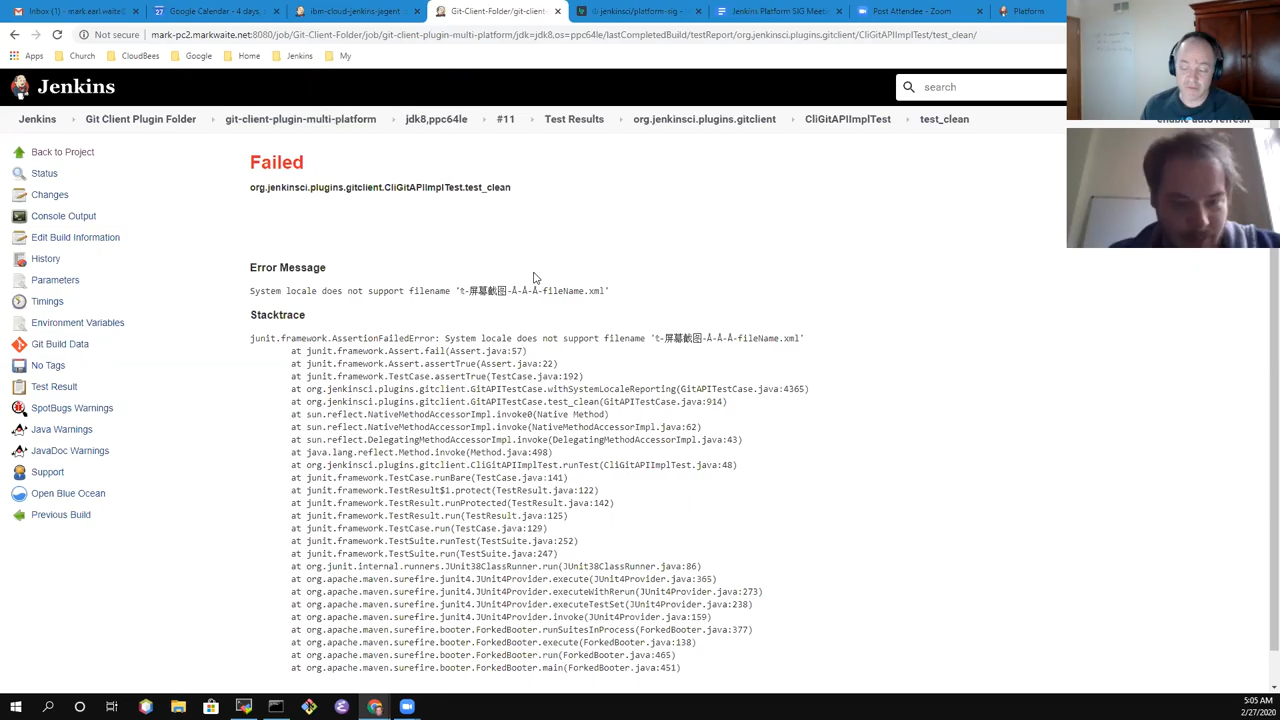 Inbox (1) - mark.earl.waite@
Google Calendar - 4 days,
ibm-cloud-jenkins-jagent
Git-Client-Folder/git-client-
jenkinsci/platform-sig -
Jenkins Platform SIG Meeti
Post Attendee - Zoom
Platform
Not secure
mark-pc2.markwaite.net:8080/job/Git-Client-Folder/job/git-client-plugin-multi-platform/jdk=jdk8,os=ppc64le/lastCompletedBuild/testReport/org.jenkinsci.plugins.gitclient/CliGitAPIImplTest/test_clean/
Apps
Church
CloudBees
Google
Home
Jenkins
My
Jenkins
search
Jenkins
Git Client Plugin Folder
git-client-plugin-multi-platform
jdk8,ppc64le
#11
Test Results
org.jenkinsci.plugins.gitclient
CliGitAPIImplTest
test_clean
enable auto refresh
Back to Project
Status
Changes
Console Output
Edit Build Information
History
Parameters
Timings
Environment Variables
Git Build Data
No Tags
Test Result
SpotBugs Warnings
Java Warnings
JavaDoc Warnings
Support
Open Blue Ocean
Previous Build
Failed
org.jenkinsci.plugins.gitclient.CliGitAPIImplTest.test_clean
Error Message
System locale does not support filename 't-屏幕截图-Å-Å-Å-fileName.xml'
Stacktrace
junit.framework.AssertionFailedError: System locale does not support filename 't-屏幕截图-Å-Å-Å-fileName.xml'
at junit.framework.Assert.fail(Assert.java:57)
at junit.framework.Assert.assertTrue(Assert.java:22)
at junit.framework.TestCase.assertTrue(TestCase.java:192)
at org.jenkinsci.plugins.gitclient.GitAPITestCase.withSystemLocaleReporting(GitAPITestCase.java:4365)
at org.jenkinsci.plugins.gitclient.GitAPITestCase.test_clean(GitAPITestCase.java:914)
at sun.reflect.NativeMethodAccessorImpl.invoke0(Native Method)
at sun.reflect.NativeMethodAccessorImpl.invoke(NativeMethodAccessorImpl.java:62)
at sun.reflect.DelegatingMethodAccessorImpl.invoke(DelegatingMethodAccessorImpl.java:43)
at java.lang.reflect.Method.invoke(Method.java:498)
at org.jenkinsci.plugins.gitclient.CliGitAPIImplTest.runTest(CliGitAPIImplTest.java:48)
at junit.framework.TestCase.runBare(TestCase.java:141)
at junit.framework.TestResult$1.protect(TestResult.java:122)
at junit.framework.TestResult.runProtected(TestResult.java:142)
at junit.framework.TestResult.run(TestResult.java:125)
at junit.framework.TestCase.run(TestCase.java:129)
at junit.framework.TestSuite.runTest(TestSuite.java:252)
at junit.framework.TestSuite.run(TestSuite.java:247)
at org.junit.internal.runners.JUnit38ClassRunner.run(JUnit38ClassRunner.java:86)
at org.apache.maven.surefire.junit4.JUnit4Provider.execute(JUnit4Provider.java:365)
at org.apache.maven.surefire.junit4.JUnit4Provider.executeWithRerun(JUnit4Provider.java:273)
at org.apache.maven.surefire.junit4.JUnit4Provider.executeTestSet(JUnit4Provider.java:238)
at org.apache.maven.surefire.junit4.JUnit4Provider.invoke(JUnit4Provider.java:159)
at org.apache.maven.surefire.booter.ForkedBooter.runSuitesInProcess(ForkedBooter.java:377)
at org.apache.maven.surefire.booter.ForkedBooter.execute(ForkedBooter.java:138)
at org.apache.maven.surefire.booter.ForkedBooter.run(ForkedBooter.java:465)
at org.apache.maven.surefire.booter.ForkedBooter.main(ForkedBooter.java:451)
5:05 AM
2/27/2020